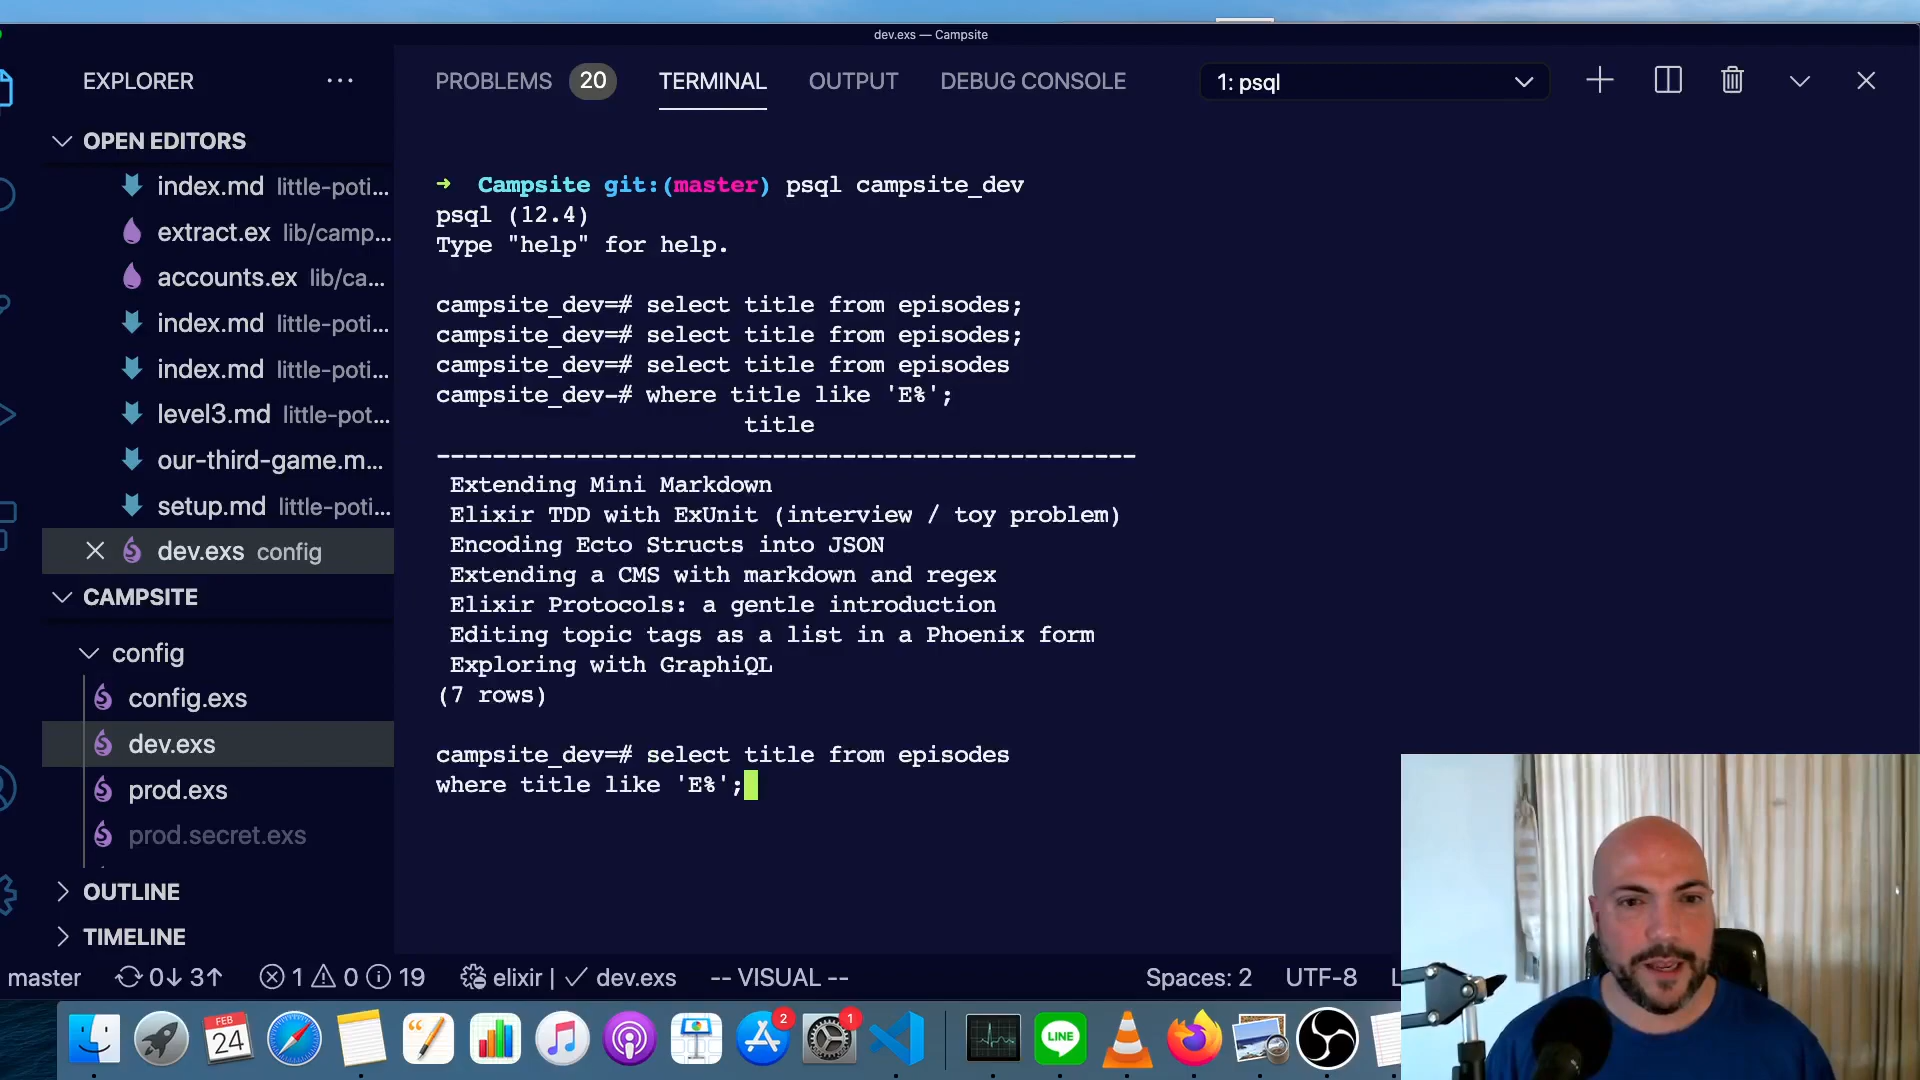 dev.exs — Campsite
EXPLORER ...
PROBLEMS 20 TERMINAL OUTPUT DEBUG CONSOLE 1: psql
OPEN EDITORS
index.md little-poti...
extract.ex lib/camp...
accounts.ex lib/ca...
index.md little-poti...
index.md little-poti...
level3.md little-pot...
our-third-game.m...
setup.md little-poti...
dev.exs config
CAMPSITE
config
config.exs
dev.exs
prod.exs
prod.secret.exs
OUTLINE
TIMELINE
➜ Campsite git:(master) psql campsite_dev
psql (12.4)
Type "help" for help.
campsite_dev=# select title from episodes;
campsite_dev=# select title from episodes;
campsite_dev=# select title from episodes
campsite_dev-# where title like 'E%';
title
--------------------------------------------------
Extending Mini Markdown
Elixir TDD with ExUnit (interview / toy problem)
Encoding Ecto Structs into JSON
Extending a CMS with markdown and regex
Elixir Protocols: a gentle introduction
Editing topic tags as a list in a Phoenix form
Exploring with GraphiQL
(7 rows)
campsite_dev=# select title from episodes
where title like 'E%';
master 0↓ 3↑ 1 0 19 elixir | ✓ dev.exs -- VISUAL -- Spaces: 2 UTF-8 L
FEB
24
2
1
LINE